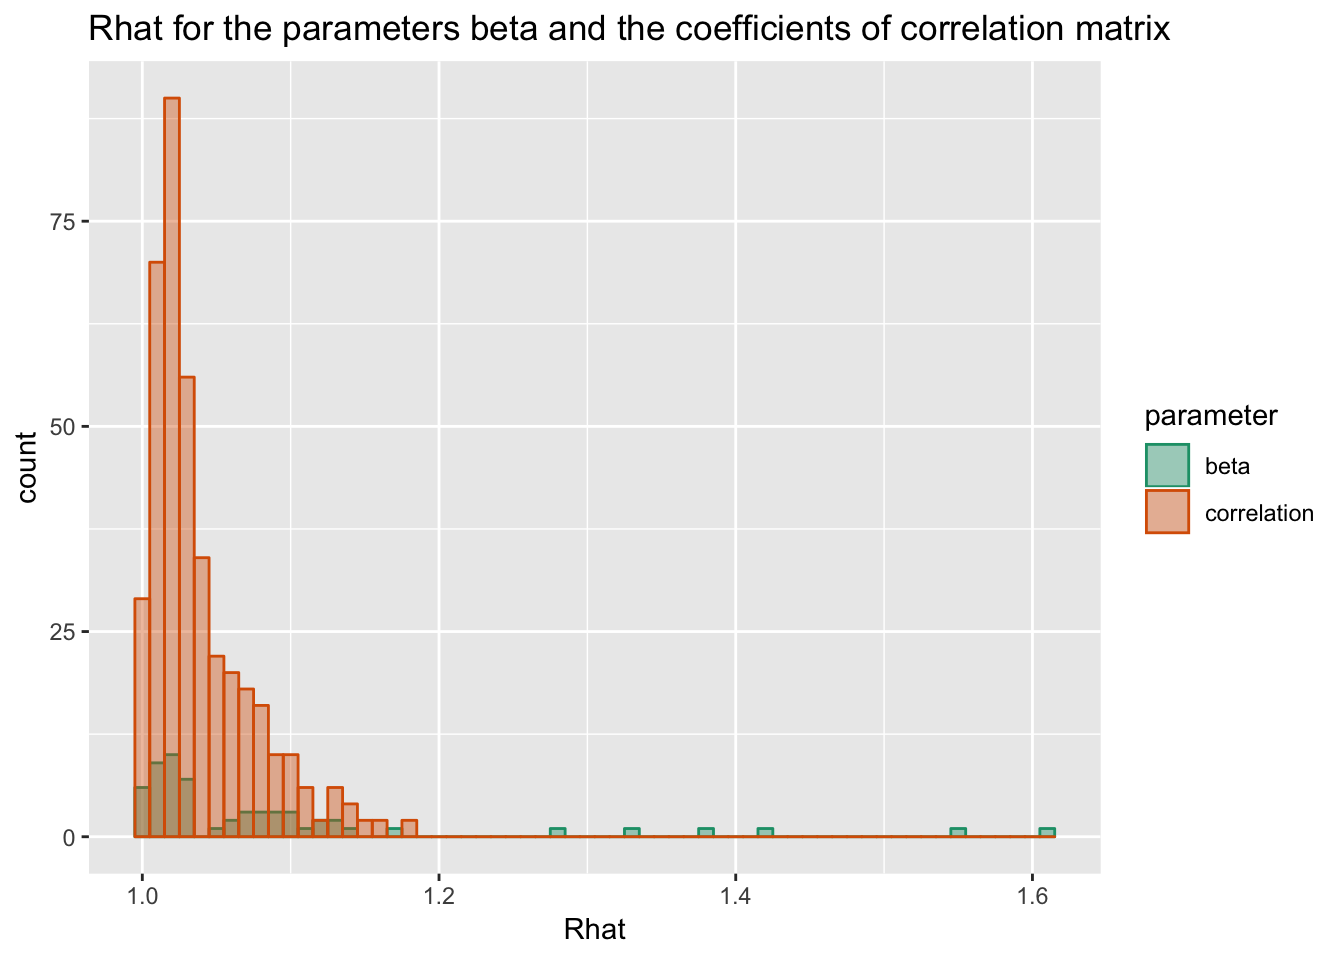 Rhat for the parameters beta and the coefficients of correlation matrix
count
75
50
25
0
1.0 1.2 1.4 1.6
Rhat
parameter
beta
correlation